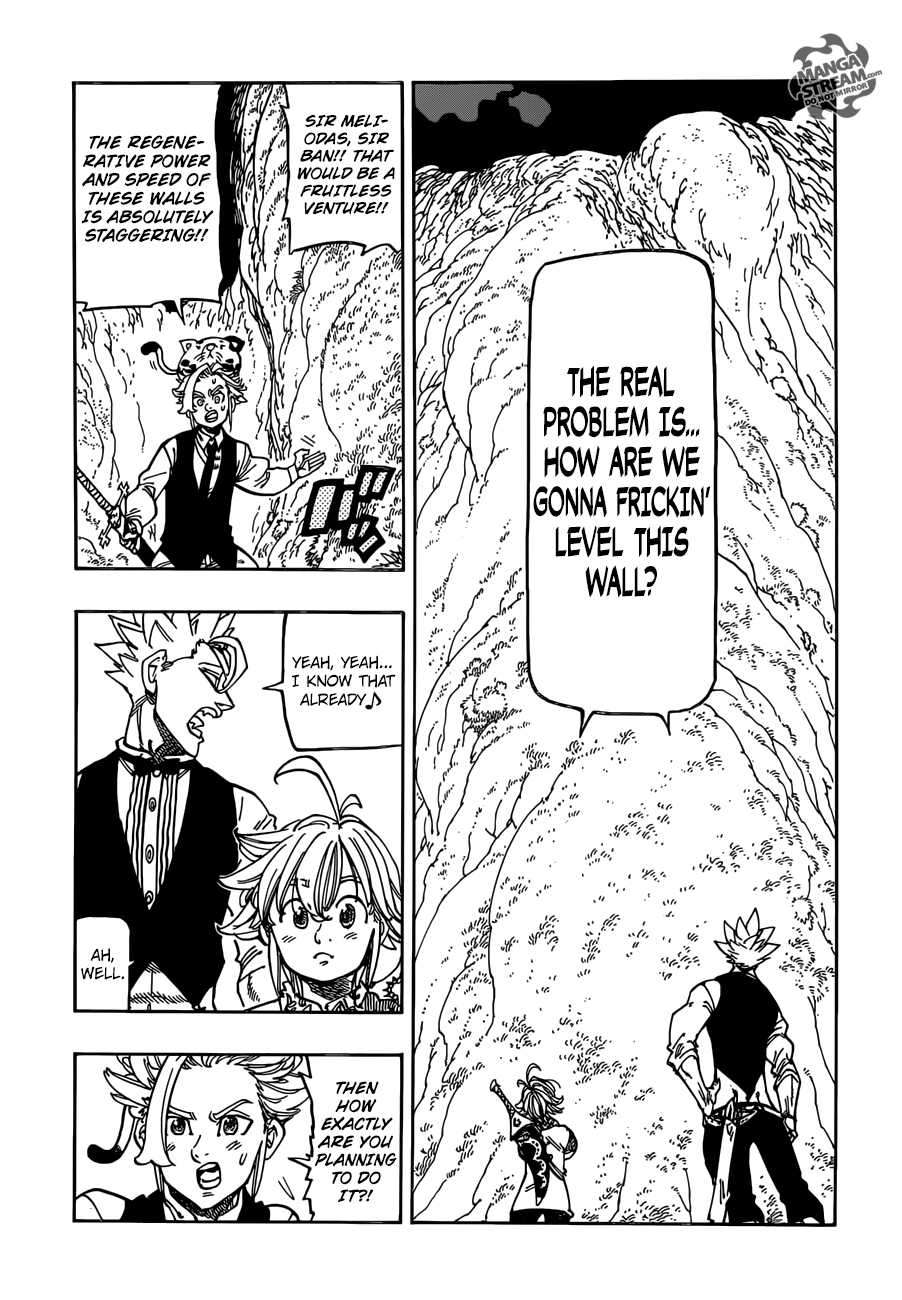 MANGA
STREAM.com
DO NOT MIRROR
THE REAL
PROBLEM IS...
HOW ARE WE
GONNA FRICKIN'
LEVEL THIS
WALL?
SIR MELI-
ODAS, SIR
BAN!! THAT
WOULD BE A
FRUITLESS
VENTURE!!
THE REGENE-
RATIVE POWER
AND SPEED OF
THESE WALLS
IS ABSOLUTELY
STAGGERING!!
YEAH, YEAH...
I KNOW THAT
ALREADY♪
AH,
WELL.
THEN
HOW
EXACTLY
ARE YOU
PLANNING
TO DO
IT?!